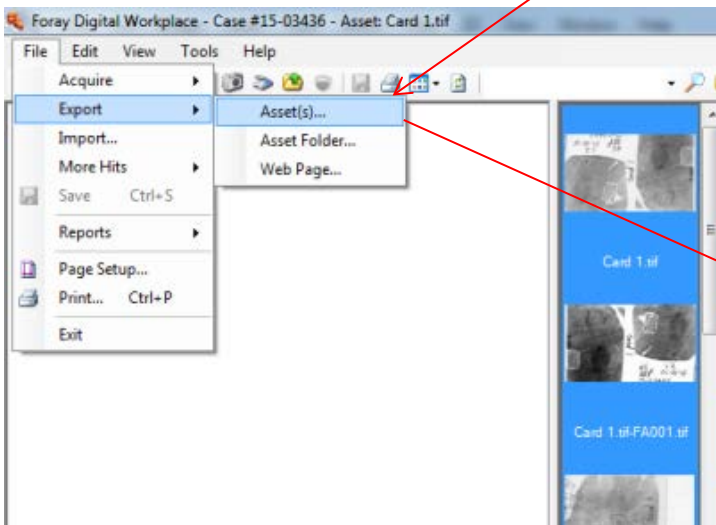 Foray Digital Workplace - Case #15-03436 - Asset: Card 1.tif
File Edit View Tools Help
Acquire
Export
Import...
More Hits
Save Ctrl+S
Reports
Page Setup...
Print... Ctrl+P
Exit
Asset(s)...
Asset Folder...
Web Page...
Card 1.tif
Card 1.tif-FA001.tif